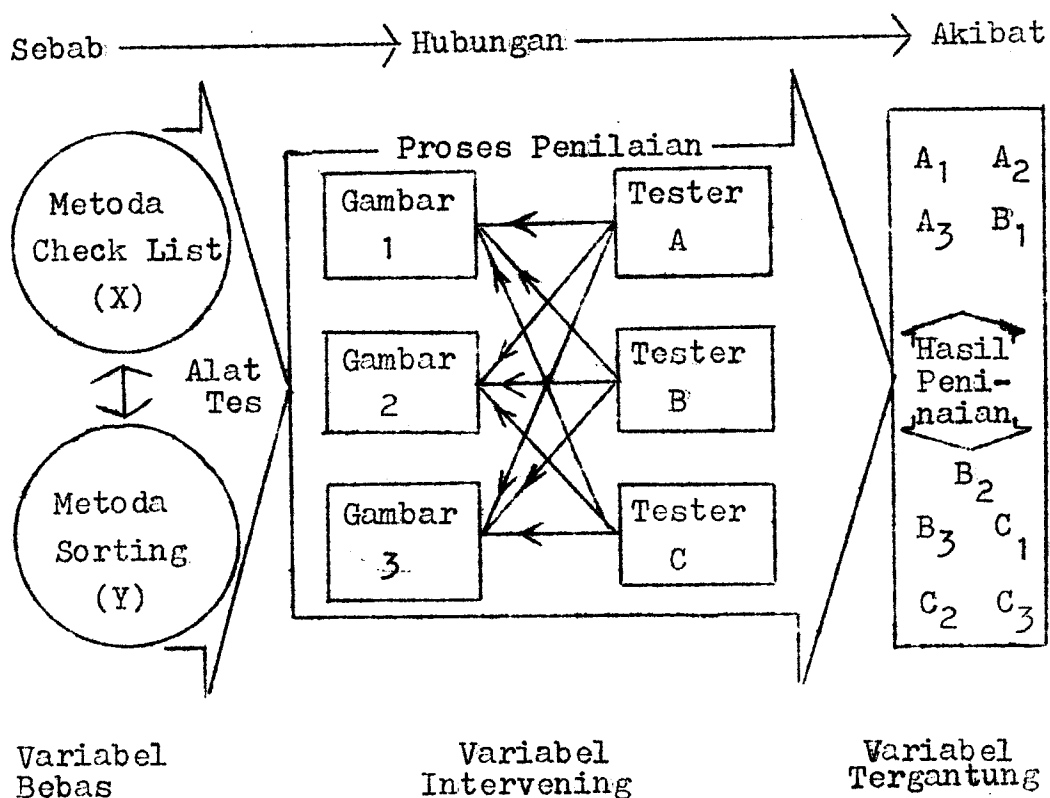 Sebab Hubungan Akibat
Metoda
Check List
(X)
Alat
Tes
Metoda
Sorting
(Y)
Proses Penilaian
Gambar
1
Tester
A
Gambar
2
Tester
B
Gambar
3
Tester
C
A1 A2
A3 B1
Hasil
Peni-
naian
B2
B3 C1
C2 C3
Variabel
Bebas
Variabel
Intervening
Variabel
Tergantung